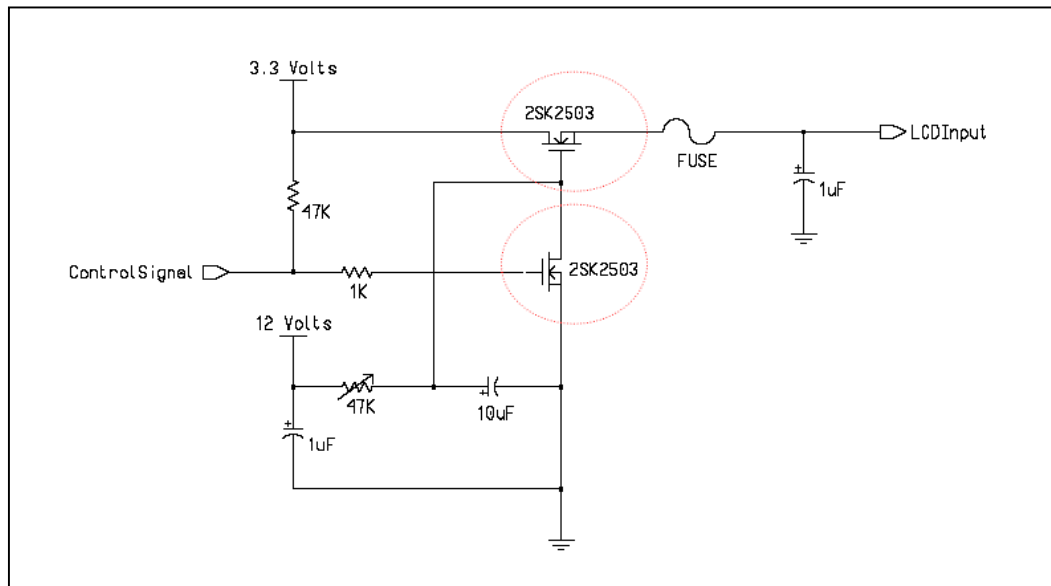 3.3 Volts
2SK2503
LCDInput
FUSE
+
1uF
47K
ControlSignal
2SK2503
1K
12 Volts
47K
+
10uF
+
1uF